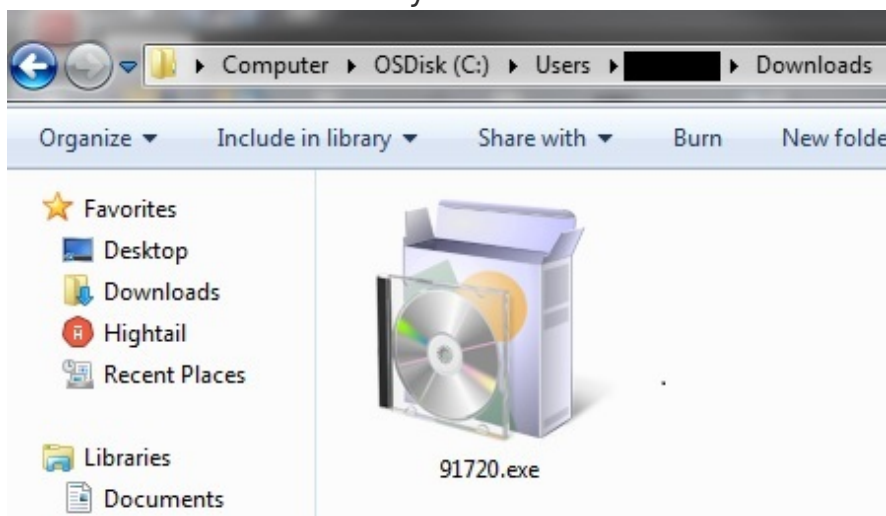 Computer ▸ OSDisk (C:) ▸ Users ▸ ▸ Downloads
Organize ▾ Include in library ▾ Share with ▾ Burn New folde
Favorites
Desktop
Downloads
Hightail
Recent Places
Libraries
Documents
91720.exe